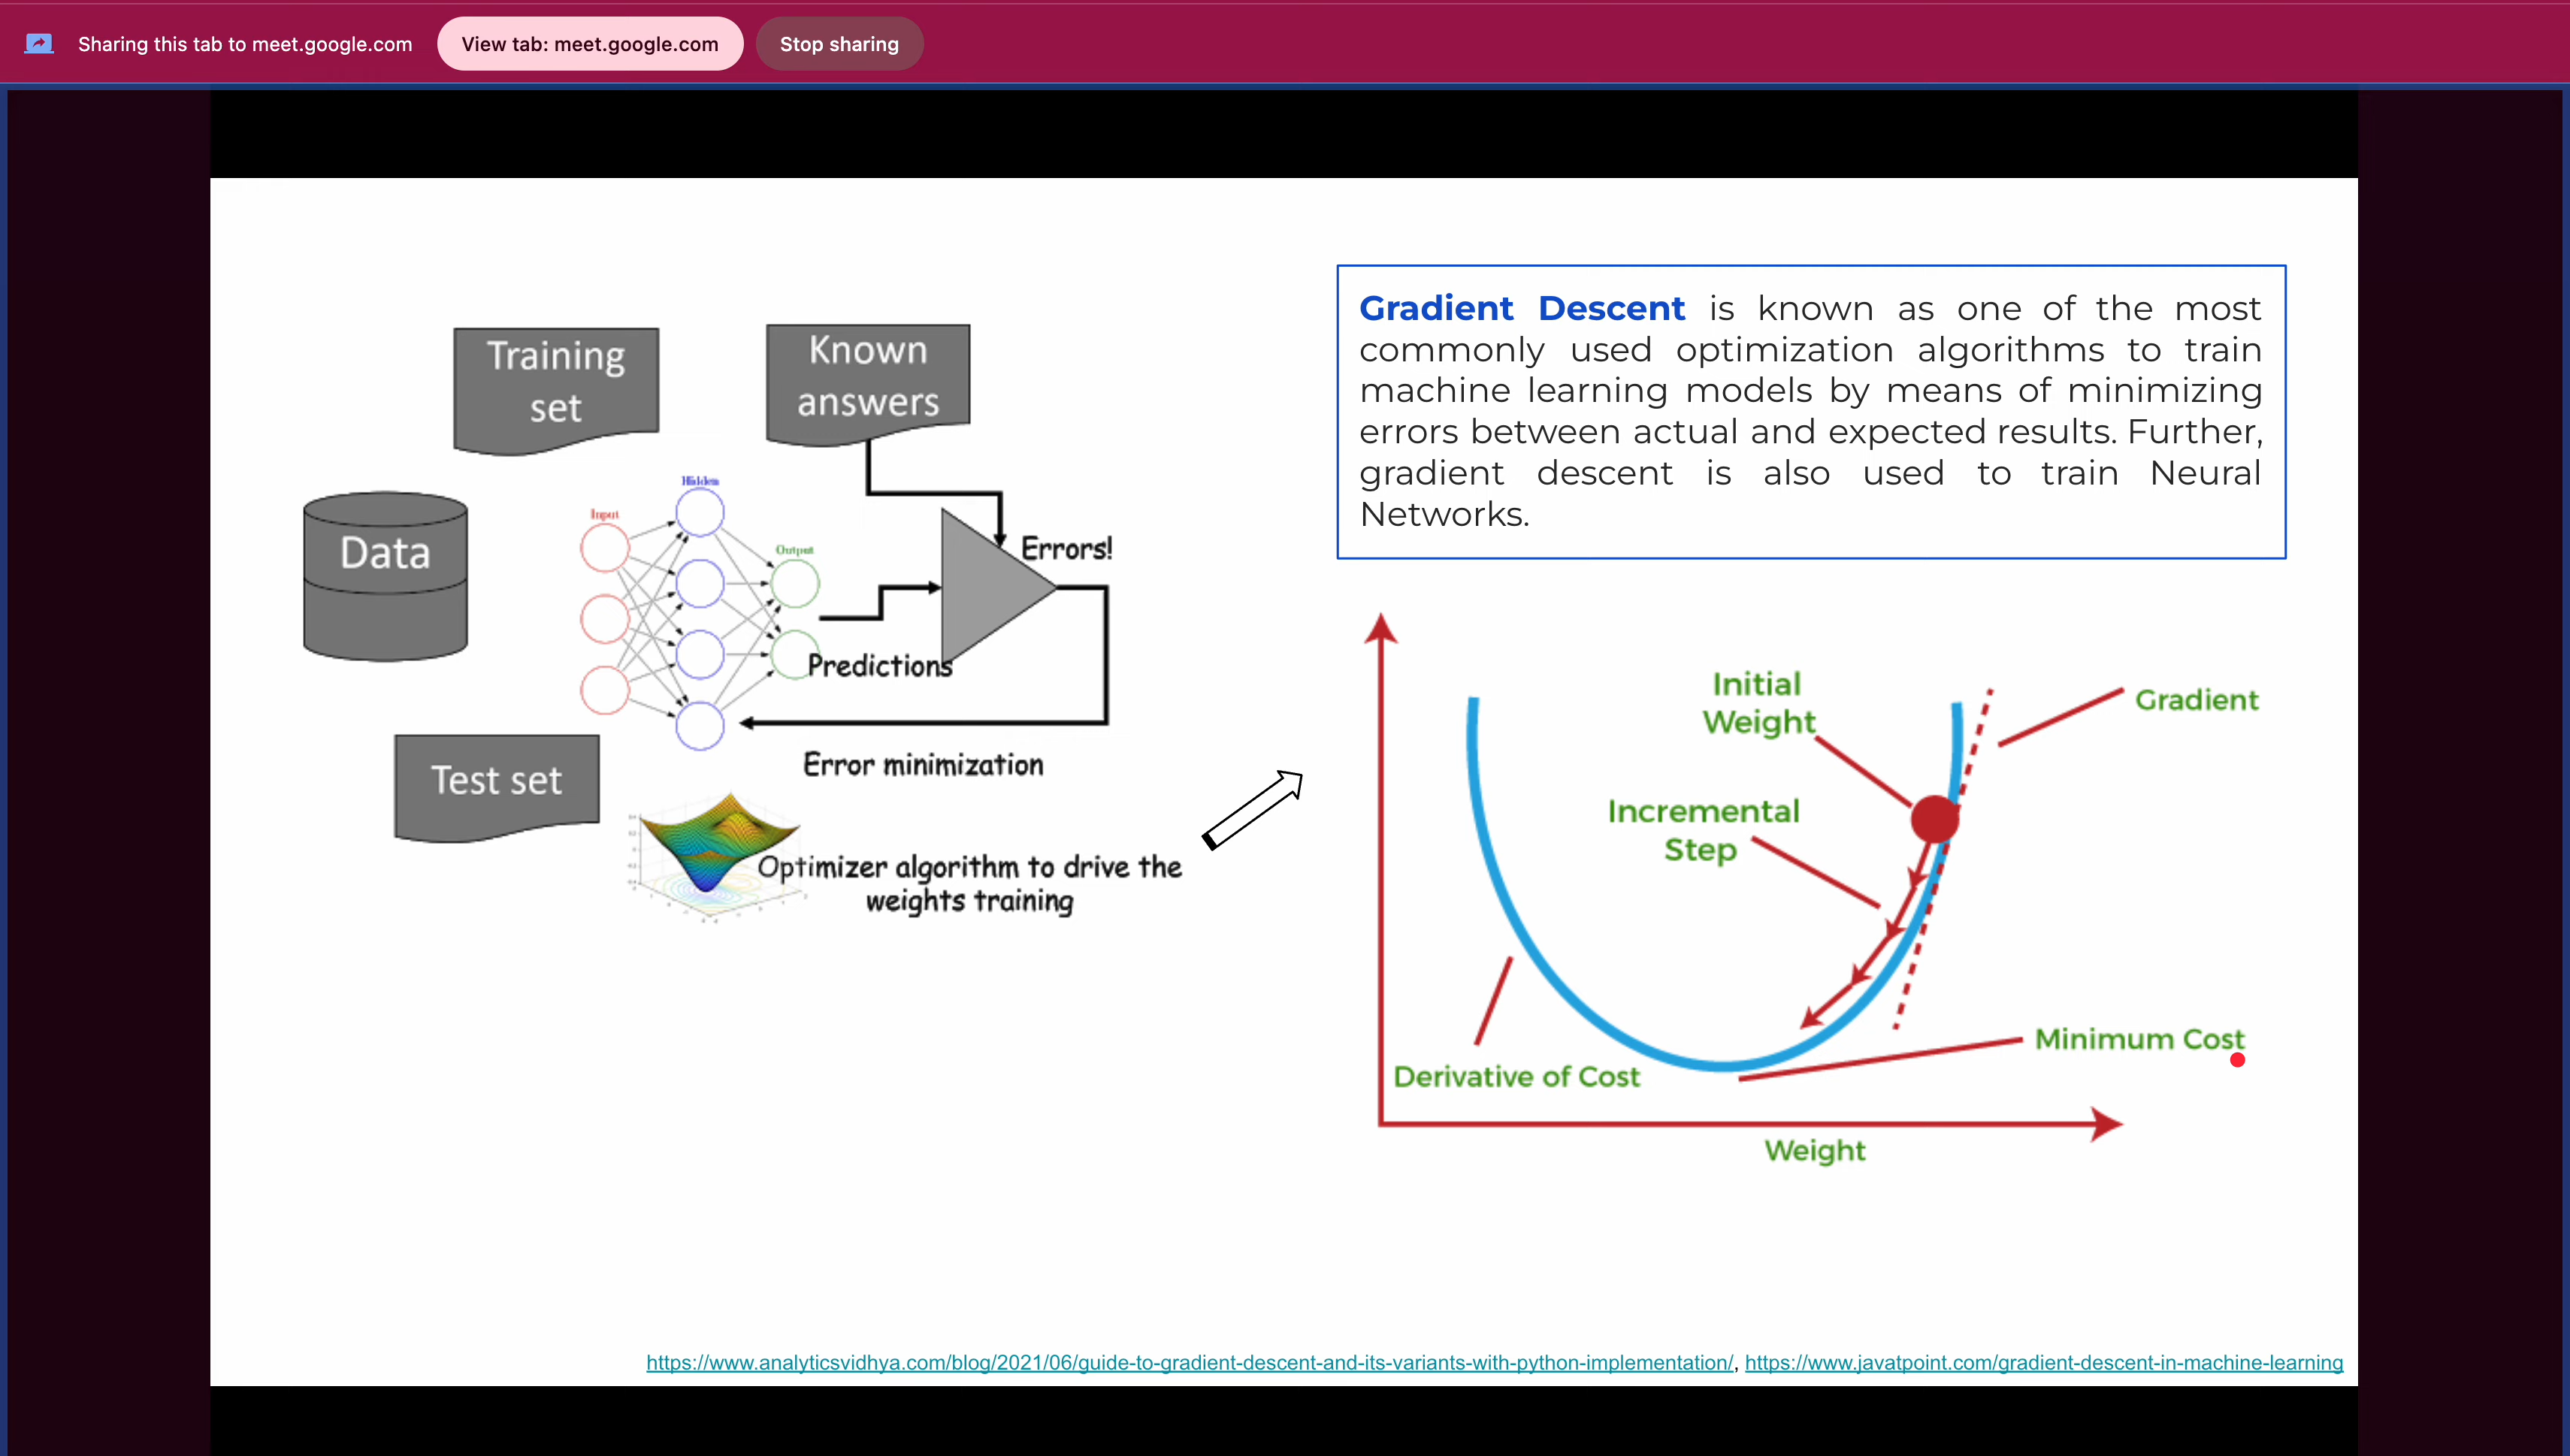 Sharing this tab to meet.google.com
View tab: meet.google.com
Stop sharing
Training
set
Known
answers
Data
Hidden
Input
Output
Errors!
Predictions
Error minimization
Test set
Optimizer algorithm to drive the
weights training
Gradient Descent is known as one of the most
commonly used optimization algorithms to train
machine learning models by means of minimizing
errors between actual and expected results. Further,
gradient descent is also used to train Neural
Networks.
Initial
Weight
Gradient
Incremental
Step
Minimum Cost
Derivative of Cost
Weight
https://www.analyticsvidhya.com/blog/2021/06/guide-to-gradient-descent-and-its-variants-with-python-implementation/, https://www.javatpoint.com/gradient-descent-in-machine-learning